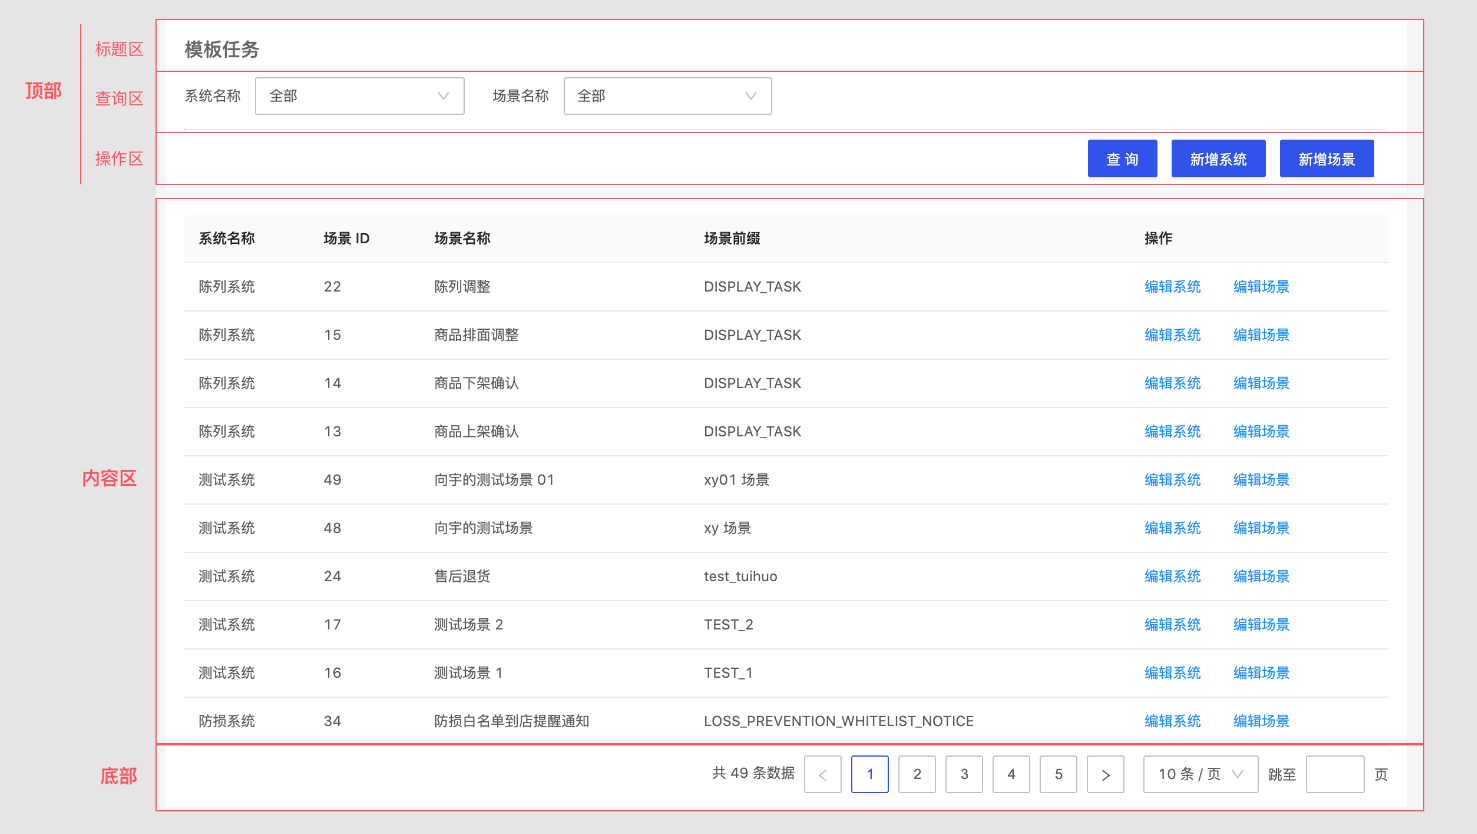 顶部
标题区
模板任务
查询区
系统名称 全部 场景名称 全部
操作区
查 询 新增系统 新增场景
内容区
系统名称 场景 ID 场景名称 场景前缀 操作
陈列系统 22 陈列调整 DISPLAY_TASK 编辑系统 编辑场景
陈列系统 15 商品排面调整 DISPLAY_TASK 编辑系统 编辑场景
陈列系统 14 商品下架确认 DISPLAY_TASK 编辑系统 编辑场景
陈列系统 13 商品上架确认 DISPLAY_TASK 编辑系统 编辑场景
测试系统 49 向宇的测试场景 01 xy01 场景 编辑系统 编辑场景
测试系统 48 向宇的测试场景 xy 场景 编辑系统 编辑场景
测试系统 24 售后退货 test_tuihuo 编辑系统 编辑场景
测试系统 17 测试场景 2 TEST_2 编辑系统 编辑场景
测试系统 16 测试场景 1 TEST_1 编辑系统 编辑场景
防损系统 34 防损白名单到店提醒通知 LOSS_PREVENTION_WHITELIST_NOTICE 编辑系统 编辑场景
底部
共 49 条数据 < 1 2 3 4 5 > 10 条 / 页 跳至 页